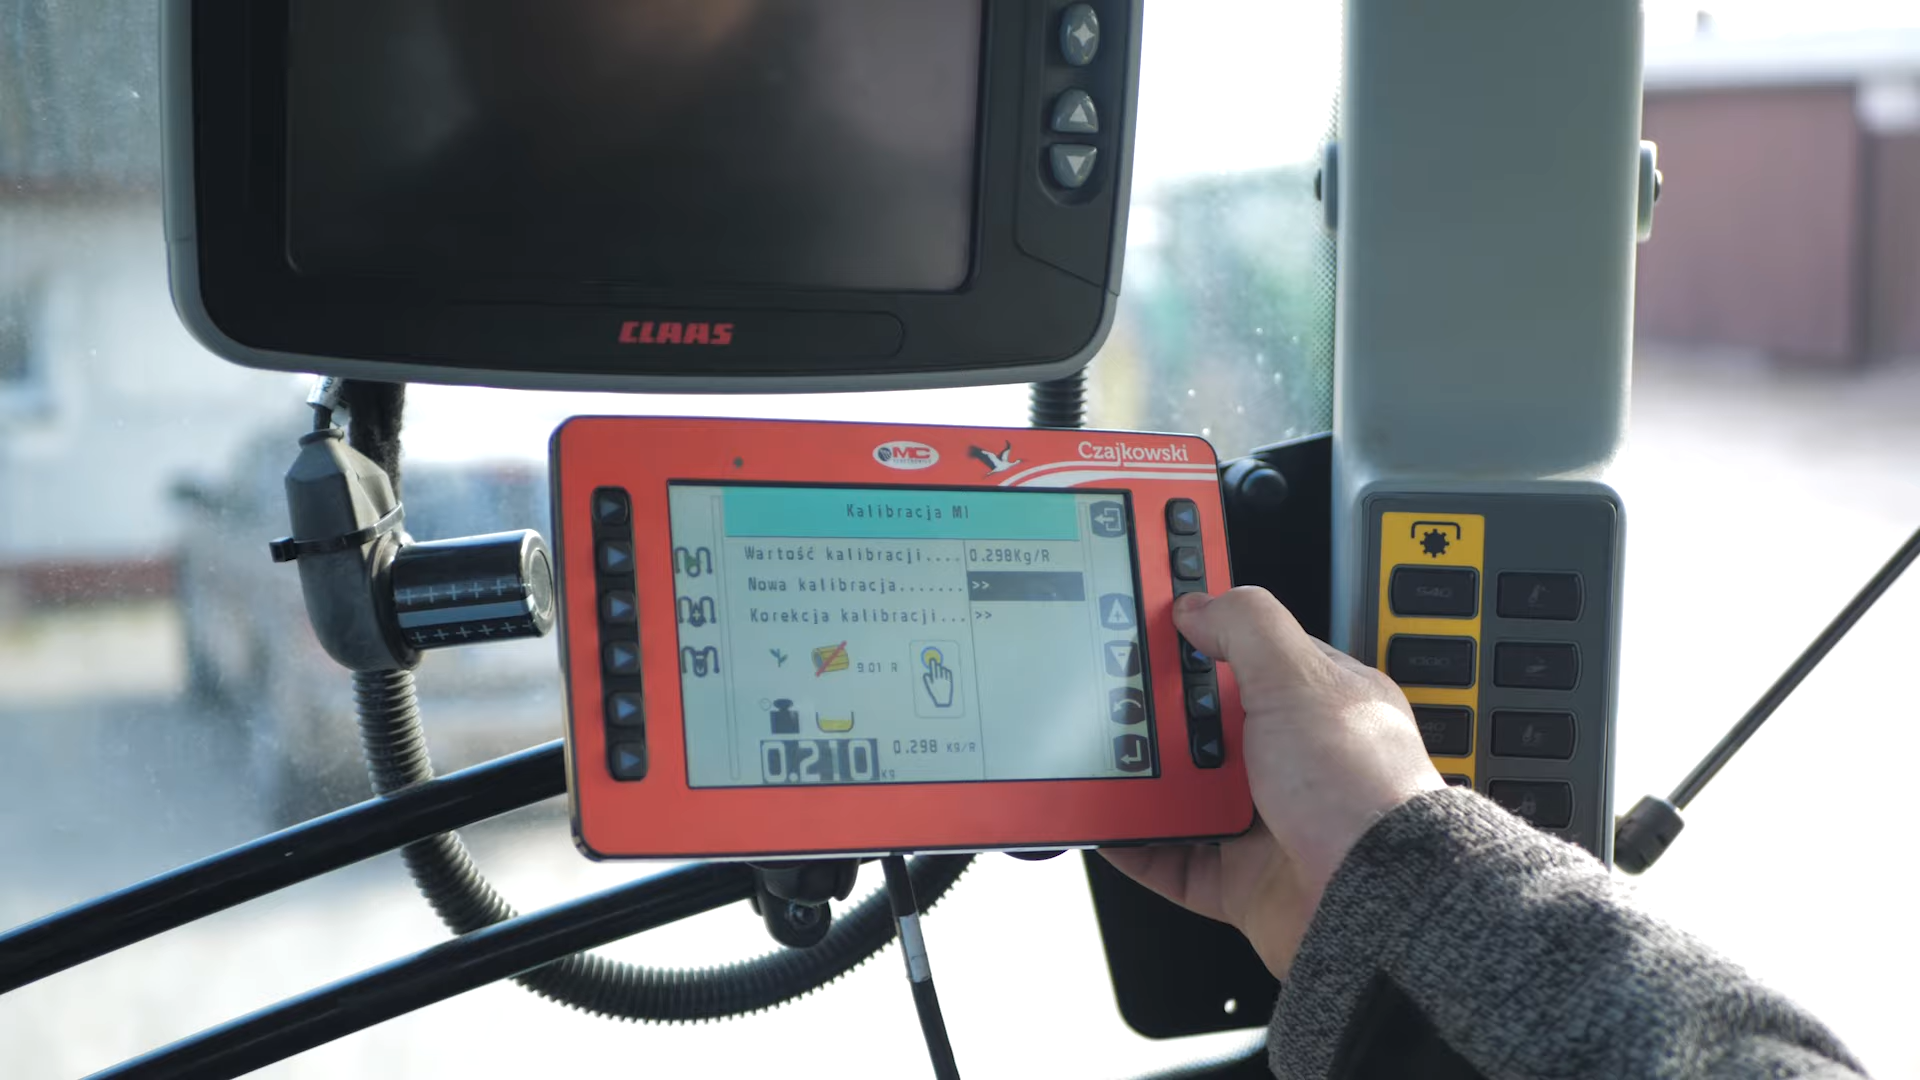 CLAAS
MC
Czajkowski
Kalibracja M1
Wartość kalibracji.... 0.298Kg/R
Nowa kalibracja....... >>
Korekcja kalibracji... >>
9.01 R
0.210 Kg
0.298 KG/R
540
1000